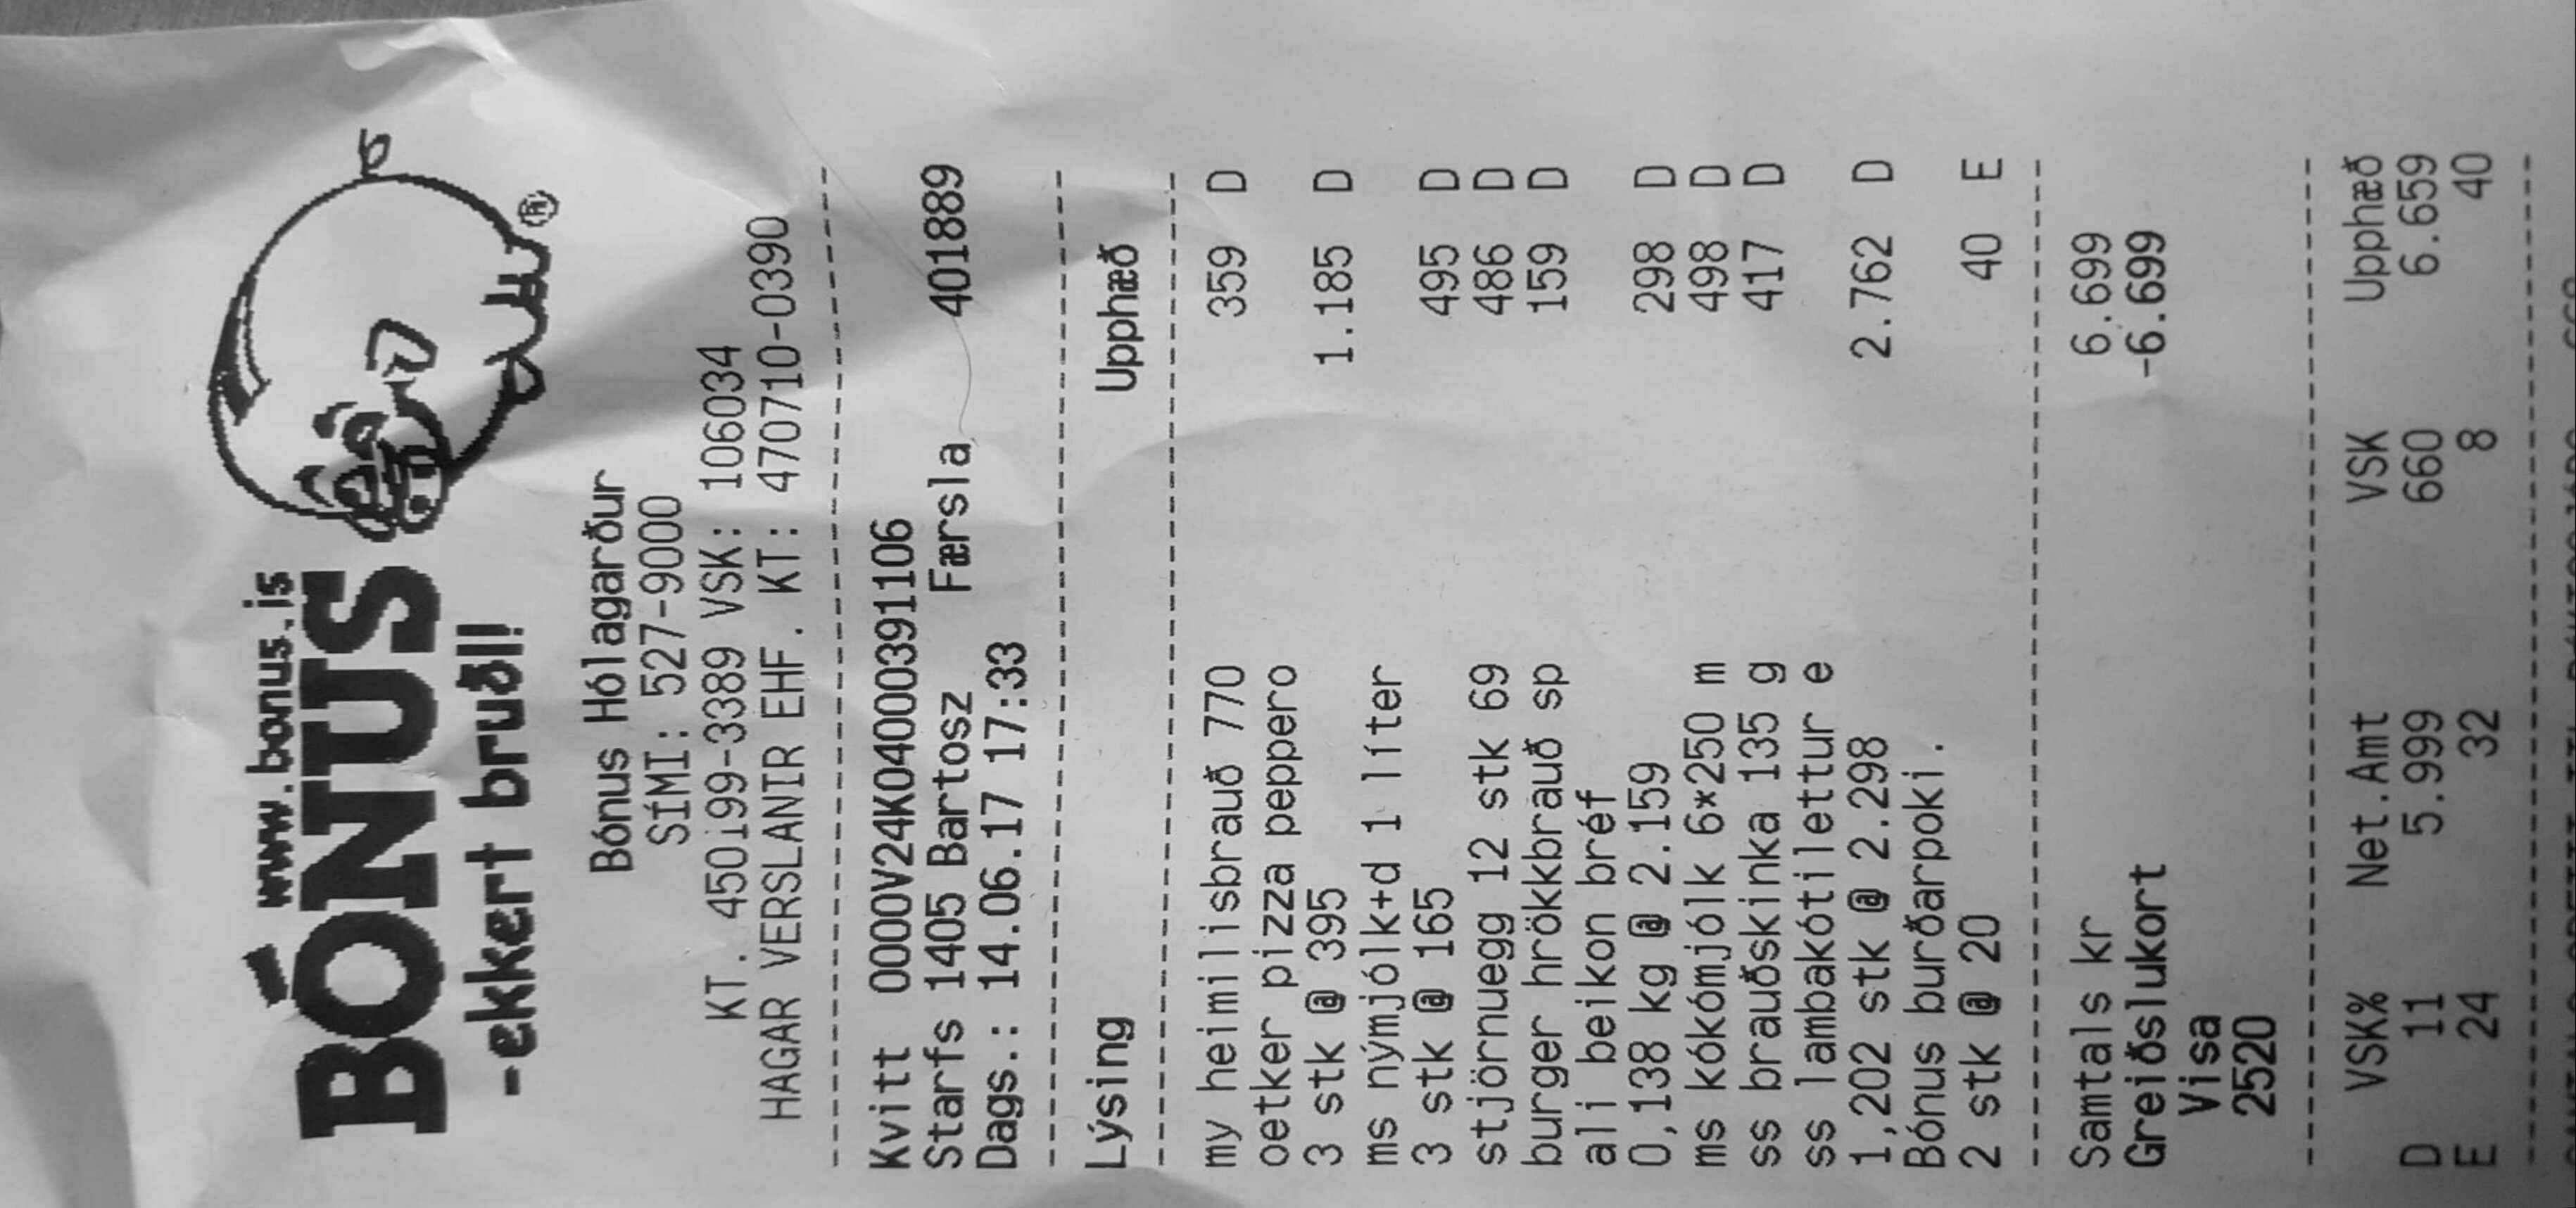 www.bonus.is
BÓNUS
-ekkert bruðl!
®
Bónus Hólagarður
SÍMI: 527-9000
KT. 450199-3389 VSK: 106034
HAGAR VERSLANIR EHF. KT: 470710-0390
Kvitt 0000V24K04000391106
Starfs 1405 Bartosz Færsla 401889
Dags.: 14.06.17 17:33
Lýsing Upphæð
my heimilisbrauð 770 359 D
oetker pizza peppero
3 stk @ 395 1.185 D
ms nýmjólk+d 1 líter
3 stk @ 165 495 D
stjörnuegg 12 stk 69 486 D
burger hrökkbrauð sp 159 D
ali beikon bréf
0,138 kg @ 2.159 298 D
ms kókómjólk 6*250 m 498 D
ss brauðskinka 135 g 417 D
ss lambakótilettur e
1,202 stk @ 2.298 2.762 D
Bónus burðarpoki.
2 stk @ 20 40 E
Samtals kr 6.699
Greiðslukort -6.699
Visa
2520
VSK% Net.Amt VSK Upphæð
D 11 5.999 660 6.659
E 24 32 8 40